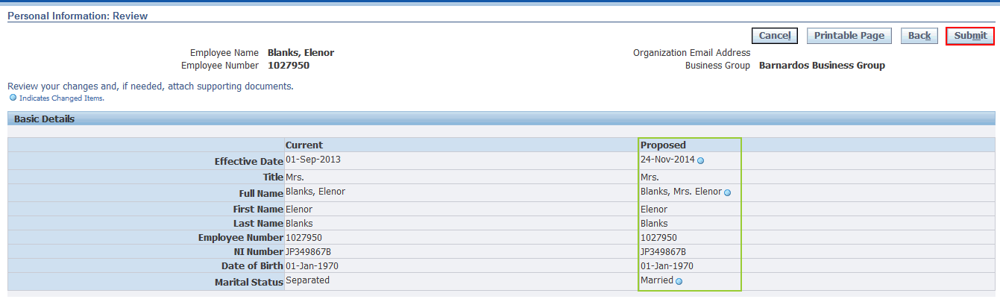 Personal Information: Review
Cancel Printable Page Back Submit
Employee Name Blanks, Elenor Organization Email Address
Employee Number 1027950 Business Group Barnardos Business Group
Review your changes and, if needed, attach supporting documents.
Indicates Changed Items.
Basic Details
Current Proposed
Effective Date 01-Sep-2013 24-Nov-2014
Title Mrs. Mrs.
Full Name Blanks, Elenor Blanks, Mrs. Elenor
First Name Elenor Elenor
Last Name Blanks Blanks
Employee Number 1027950 1027950
NI Number JP349867B JP349867B
Date of Birth 01-Jan-1970 01-Jan-1970
Marital Status Separated Married